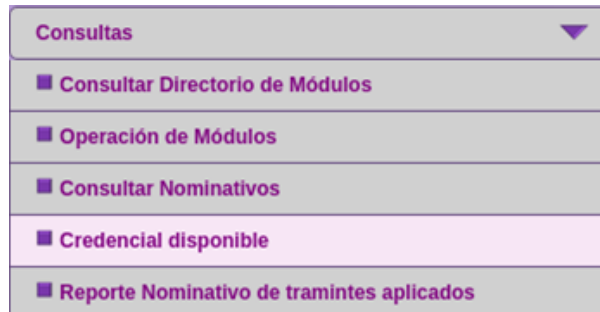 Consultas
Consultar Directorio de Módulos
Operación de Módulos
Consultar Nominativos
Credencial disponible
Reporte Nominativo de tramintes aplicados